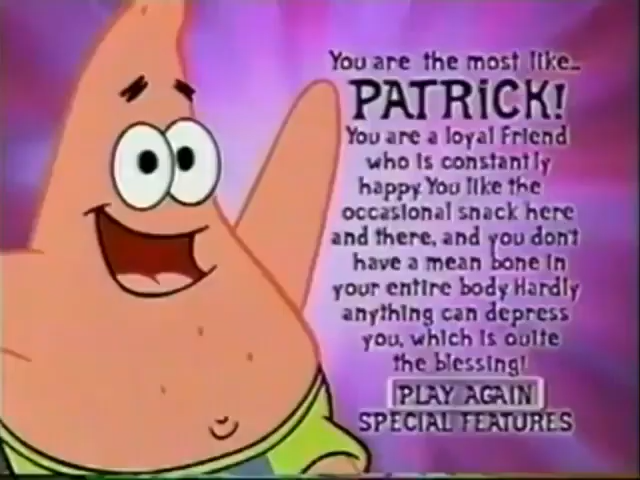 You are the most like...
PATRiCK!
You are a loyal Friend
who is constantly
happy. You like the
occasional snack here
and there, and you don't
have a mean bone in
your entire body. Hardly
anything can depress
you, which is quite
the blessing!
PLAY AGAIN
SPECIAL FEATURES